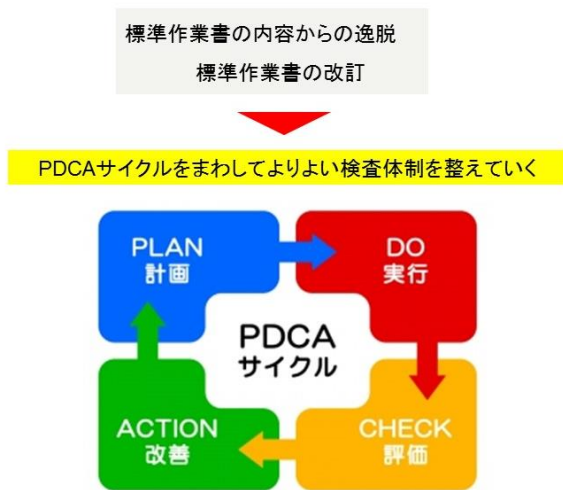 標準作業書の内容からの逸脱
標準作業書の改訂
PDCAサイクルをまわしてよりよい検査体制を整えていく
PLAN
計画
DO
実行
PDCA
サイクル
ACTION
改善
CHECK
評価